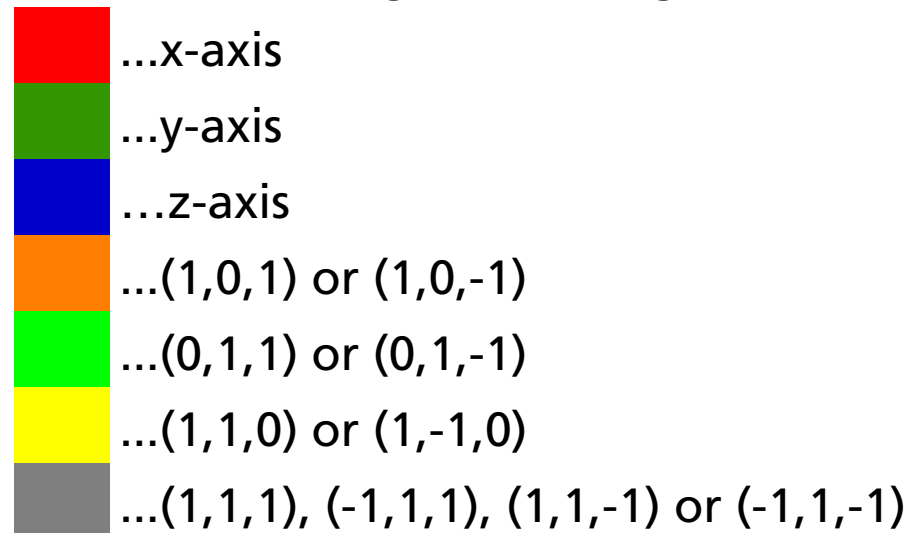 ...x-axis
...y-axis
...z-axis
...(1,0,1) or (1,0,-1)
...(0,1,1) or (0,1,-1)
...(1,1,0) or (1,-1,0)
...(1,1,1), (-1,1,1), (1,1,-1) or (-1,1,-1)